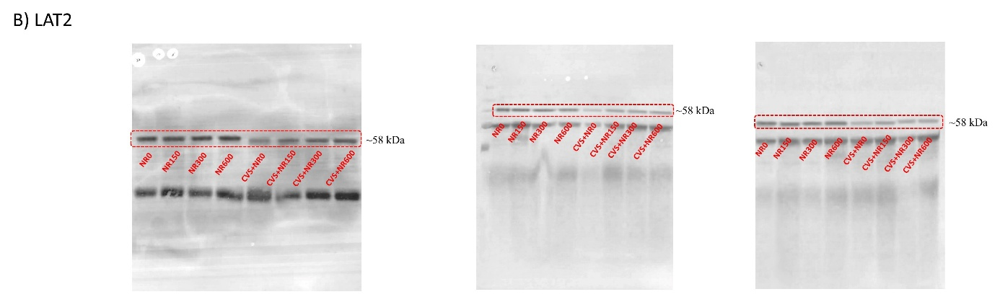 B) LAT2
~58 kDa
NR0
NR150
NR300
NR600
CVS+NR0
CVS+NR150
CVS+NR300
CVS+NR600
~58 kDa
NR0
NR150
NR300
NR600
CVS+NR0
CVS+NR150
CVS+NR300
CVS+NR600
~58 kDa
NR0
NR150
NR300
NR600
CVS+NR0
CVS+NR150
CVS+NR300
CVS+NR600